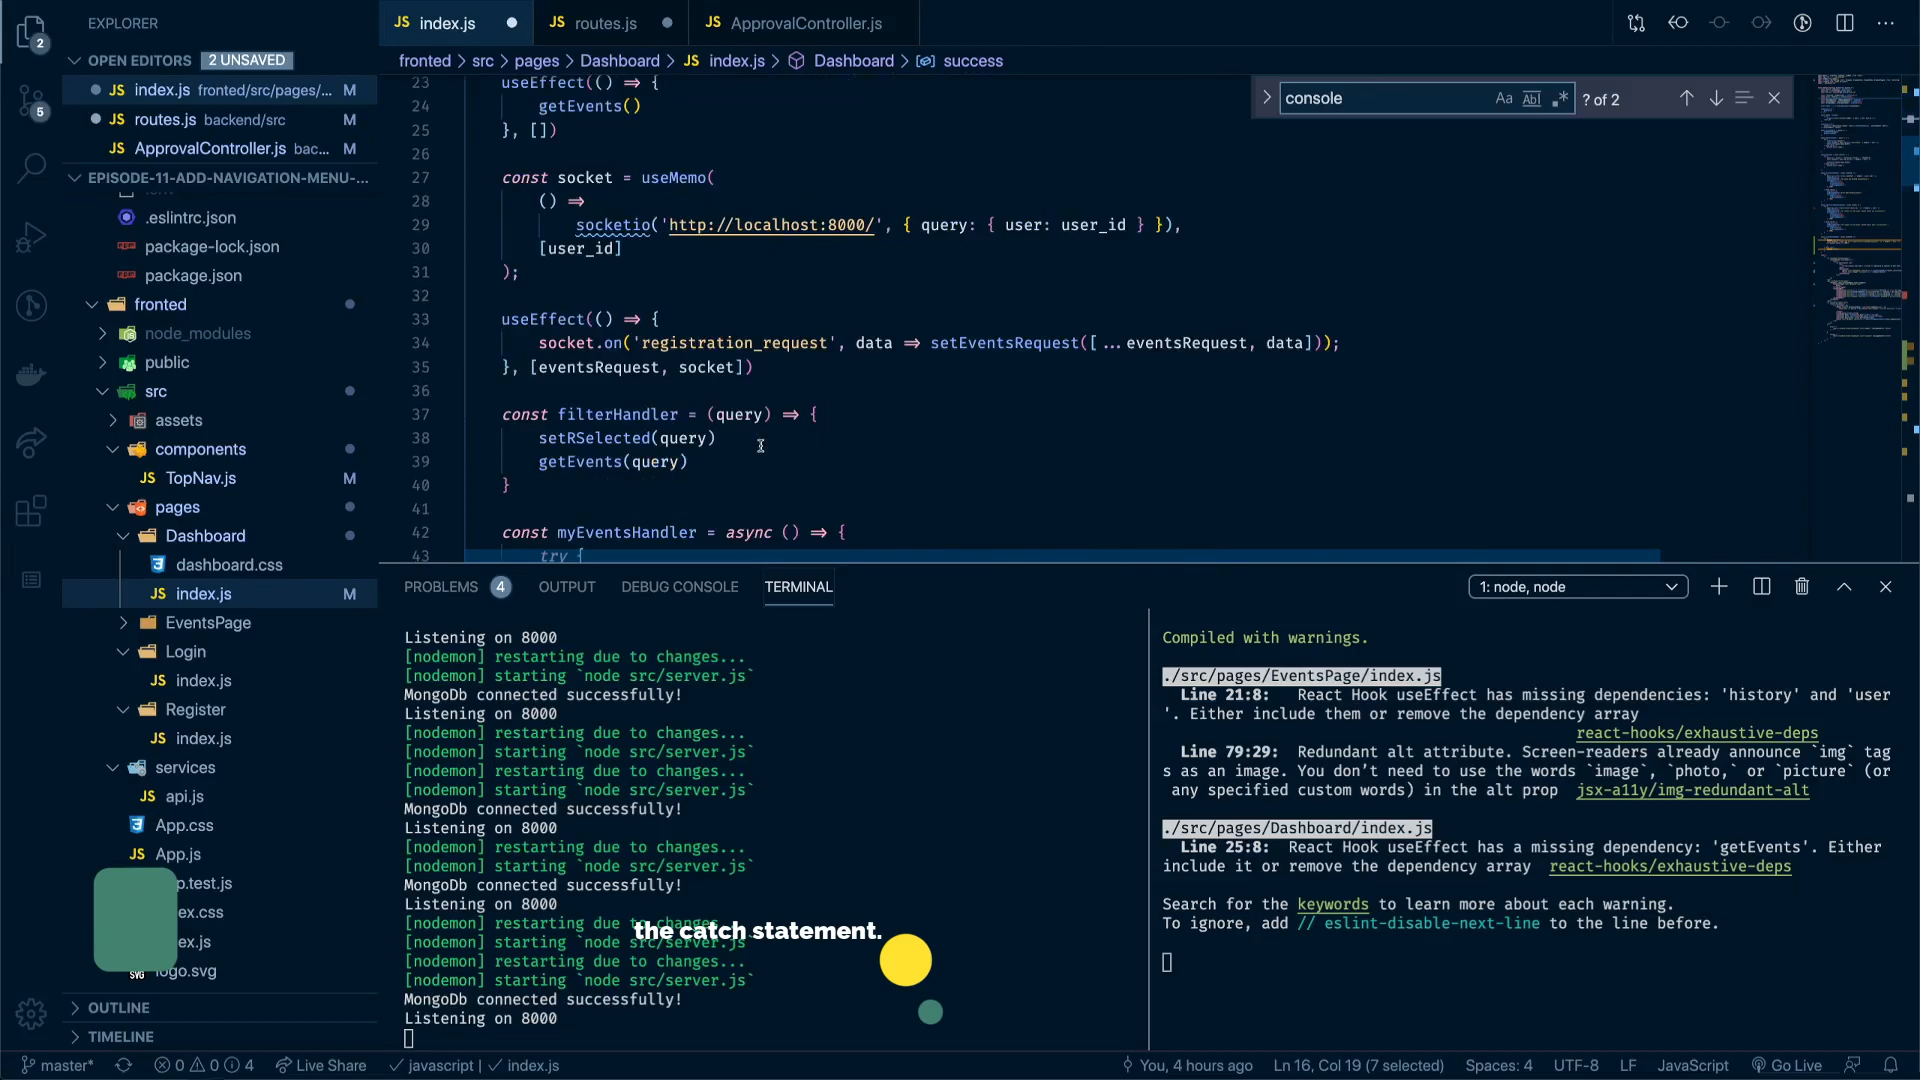 EXPLORER
OPEN EDITORS 2 UNSAVED
JS index.js fronted/src/pages/... M
JS routes.js backend/src M
JS ApprovalController.js bac... M
EPISODE-11-ADD-NAVIGATION-MENU-...
.eslintrc.json
package-lock.json
package.json
fronted
node_modules
public
src
assets
components
JS TopNav.js M
pages
Dashboard
dashboard.css
JS index.js M
EventsPage
Login
JS index.js
Register
JS index.js
services
JS api.js
App.css
JS App.js
p.test.js
ex.css
ex.js
logo.svg
OUTLINE
TIMELINE
2
5
JS index.js
JS routes.js
JS ApprovalController.js
fronted > src > pages > Dashboard > JS index.js > Dashboard > success
console Aa Abl .* ? of 2
23 useEffect(() ⇒ {
24 getEvents()
25 }, [])
26
27 const socket = useMemo(
28 () ⇒
29 socketio('http://localhost:8000/', { query: { user: user_id } }),
30 [user_id]
31 );
32
33 useEffect(() ⇒ {
34 socket.on('registration_request', data ⇒ setEventsRequest([...eventsRequest, data]));
35 }, [eventsRequest, socket])
36
37 const filterHandler = (query) ⇒ {
38 setRSelected(query)
39 getEvents(query)
40 }
41
42 const myEventsHandler = async () ⇒ {
43 try {
PROBLEMS 4 OUTPUT DEBUG CONSOLE TERMINAL
1: node, node
Listening on 8000
[nodemon] restarting due to changes...
[nodemon] starting `node src/server.js`
MongoDb connected successfully!
Listening on 8000
[nodemon] restarting due to changes...
[nodemon] starting `node src/server.js`
[nodemon] restarting due to changes...
[nodemon] starting `node src/server.js`
MongoDb connected successfully!
Listening on 8000
[nodemon] restarting due to changes...
[nodemon] starting `node src/server.js`
MongoDb connected successfully!
Listening on 8000
[nodemon] restarting due to changes...
[nodemon] starting `node src/server.js`
[nodemon] restarting due to changes...
[nodemon] starting `node src/server.js`
MongoDb connected successfully!
Listening on 8000
the catch statement.
Compiled with warnings.
./src/pages/EventsPage/index.js
Line 21:8: React Hook useEffect has missing dependencies: 'history' and 'user
'. Either include them or remove the dependency array
react-hooks/exhaustive-deps
Line 79:29: Redundant alt attribute. Screen-readers already announce `img` tag
s as an image. You don’t need to use the words `image`, `photo,` or `picture` (or
any specified custom words) in the alt prop jsx-a11y/img-redundant-alt
./src/pages/Dashboard/index.js
Line 25:8: React Hook useEffect has a missing dependency: 'getEvents'. Either
include it or remove the dependency array react-hooks/exhaustive-deps
Search for the keywords to learn more about each warning.
To ignore, add // eslint-disable-next-line to the line before.
master* 0 0 4 Live Share javascript | index.js
You, 4 hours ago Ln 16, Col 19 (7 selected) Spaces: 4 UTF-8 LF JavaScript Go Live